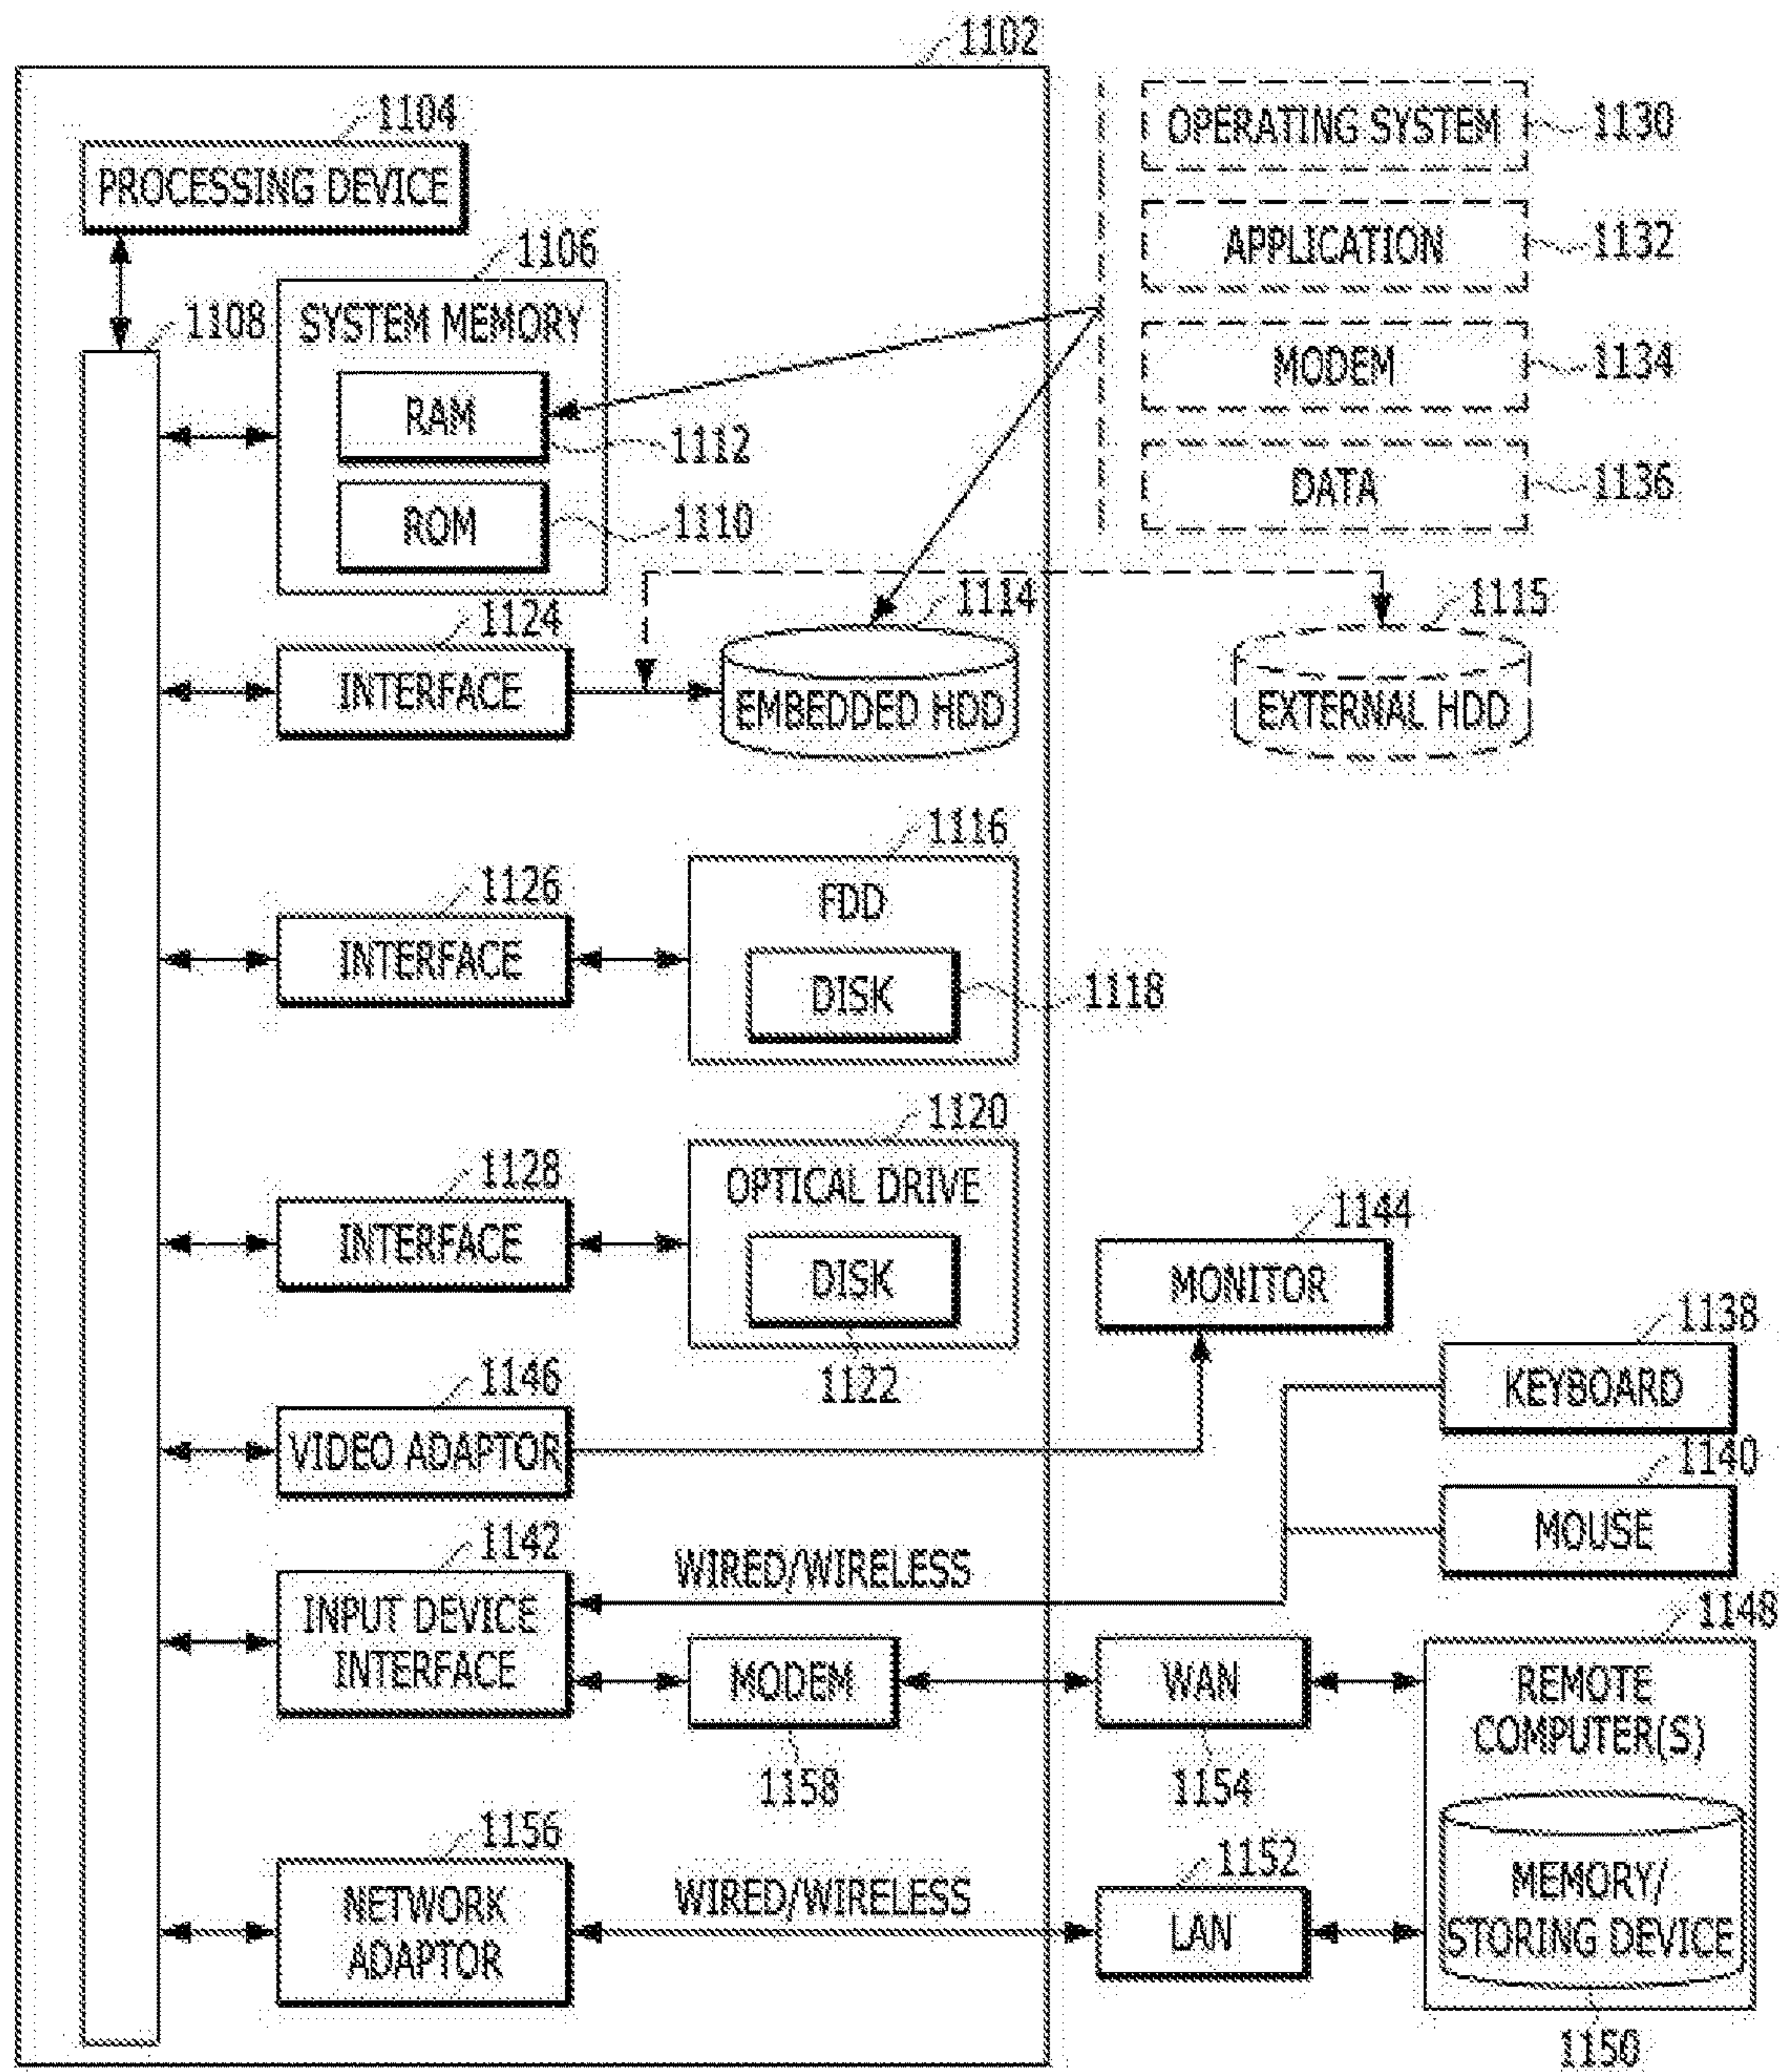 1102
1104
PROCESSING DEVICE
1106
1108
SYSTEM MEMORY
RAM
1112
ROM
1110
OPERATING SYSTEM
1130
APPLICATION
1132
MODEM
1134
DATA
1136
1124
INTERFACE
1114
EMBEDDED HDD
1115
EXTERNAL HDD
1116
FDD
1126
INTERFACE
DISK
1118
1120
OPTICAL DRIVE
1128
INTERFACE
DISK
1122
1144
MONITOR
1138
KEYBOARD
1146
VIDEO ADAPTOR
1140
MOUSE
1142
INPUT DEVICE
INTERFACE
WIRED/WIRELESS
MODEM
1158
WAN
1154
1148
REMOTE
COMPUTER(S)
MEMORY/
STORING DEVICE
1150
1156
NETWORK
ADAPTOR
WIRED/WIRELESS
1152
LAN